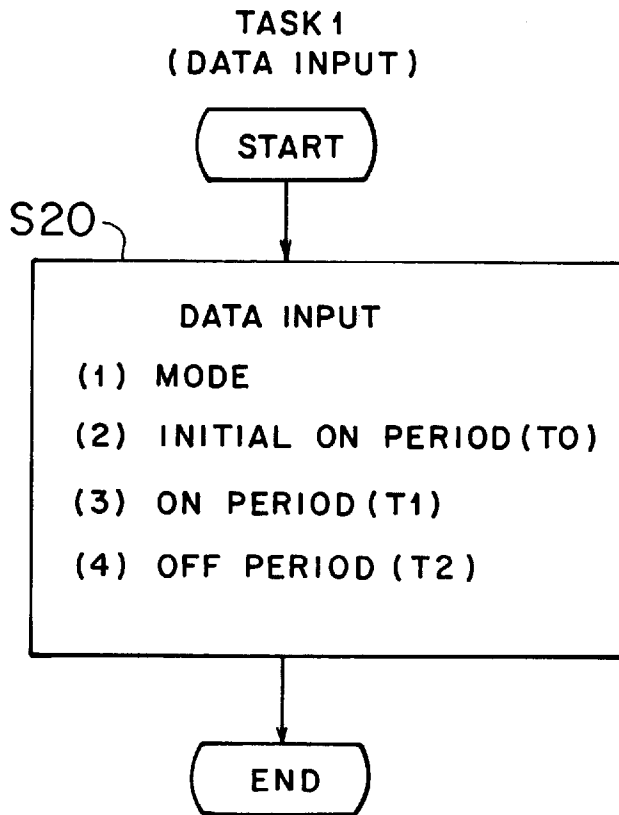 TASK 1
(DATA INPUT)
START
S20
DATA INPUT
(1) MODE
(2) INITIAL ON PERIOD (T0)
(3) ON PERIOD (T1)
(4) OFF PERIOD (T2)
END